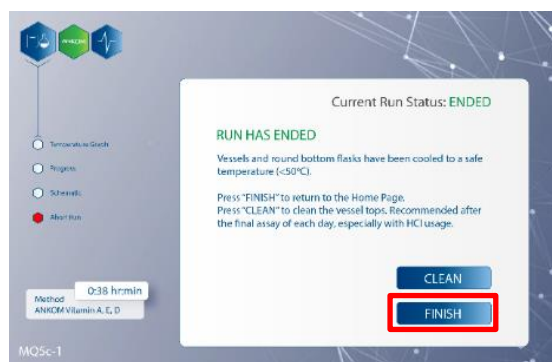 ANKOM
Current Run Status: ENDED
RUN HAS ENDED
Vessels and round bottom flasks have been cooled to a safe
temperature (<50°C).
Press "FINISH" to return to the Home Page.
Press "CLEAN" to clean the vessel tops. Recommended after
the final assay of each day, especially with HCl usage.
Temperature Graph
Progress
Schematic
Abort Run
CLEAN
FINISH
0:38 hr:min
Method
ANKOM Vitamin A, E, D
MQ5c-1